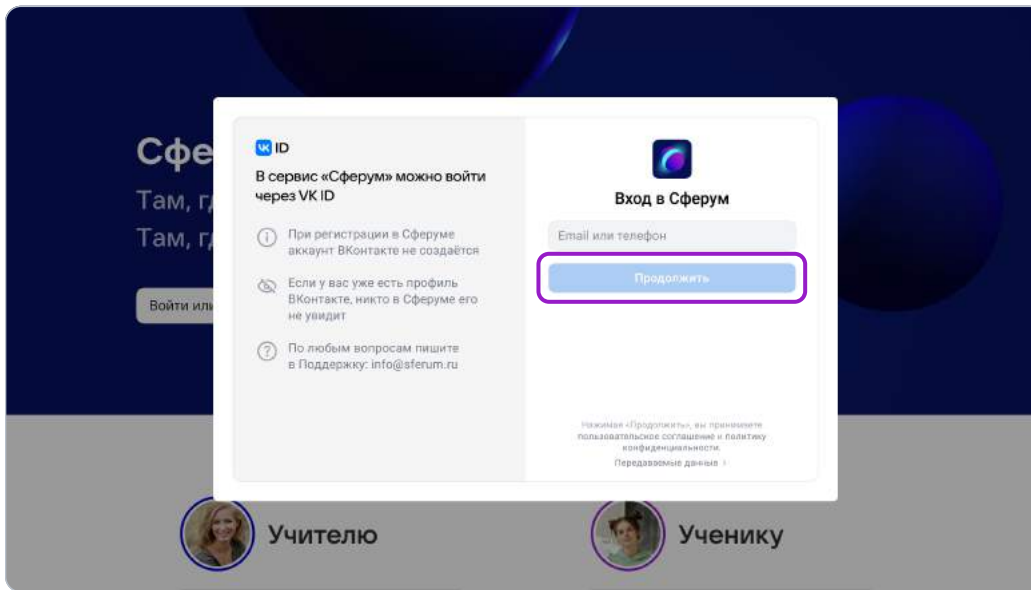 Сфе
Там, г
Там, г
Войти или
VK ID
В сервис «Сферум» можно войти
через VK ID
При регистрации в Сферуме
аккаунт ВКонтакте не создаётся
Если у вас уже есть профиль
ВКонтакте, никто в Сферуме его
не увидит
По любым вопросам пишите
в Поддержку: info@sferum.ru
Вход в Сферум
Email или телефон
Продолжить
Нажимая «Продолжить», вы принимаете
пользовательское соглашение и политику
конфиденциальности.
Передаваемые данные
Учителю
Ученику